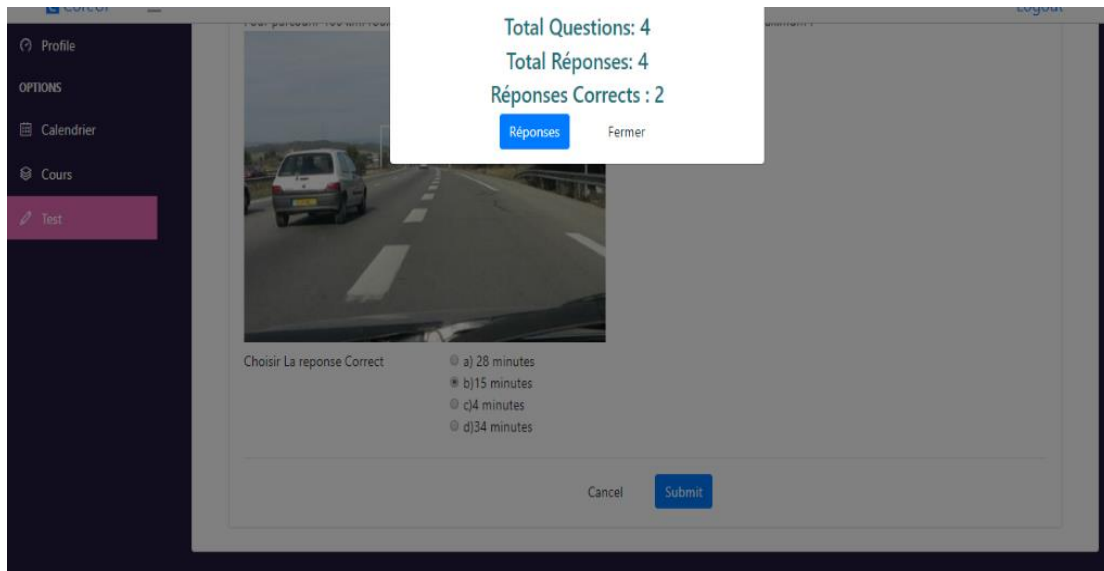 Total Questions: 4
Total Réponses: 4
Réponses Corrects : 2
Réponses
Fermer
Logout
Profile
OPTIONS
Calendrier
Cours
Test
Choisir La reponse Correct
a) 28 minutes
b)15 minutes
c)4 minutes
d)34 minutes
Cancel
Submit